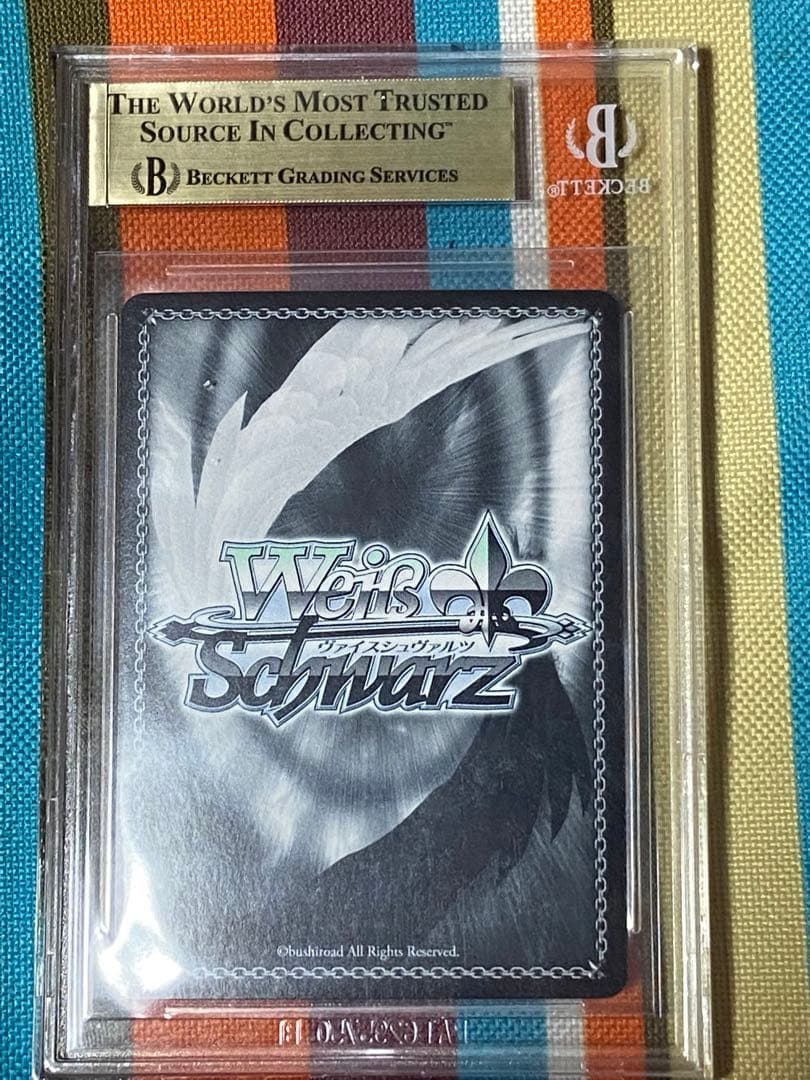 THE WORLD'S MOST TRUSTED
SOURCE IN COLLECTING™
B BECKETT GRADING SERVICES
B
BECKETT®
Weiß
ヴァイスシュヴァルツ
Schwarz
©bushiroad All Rights Reserved.